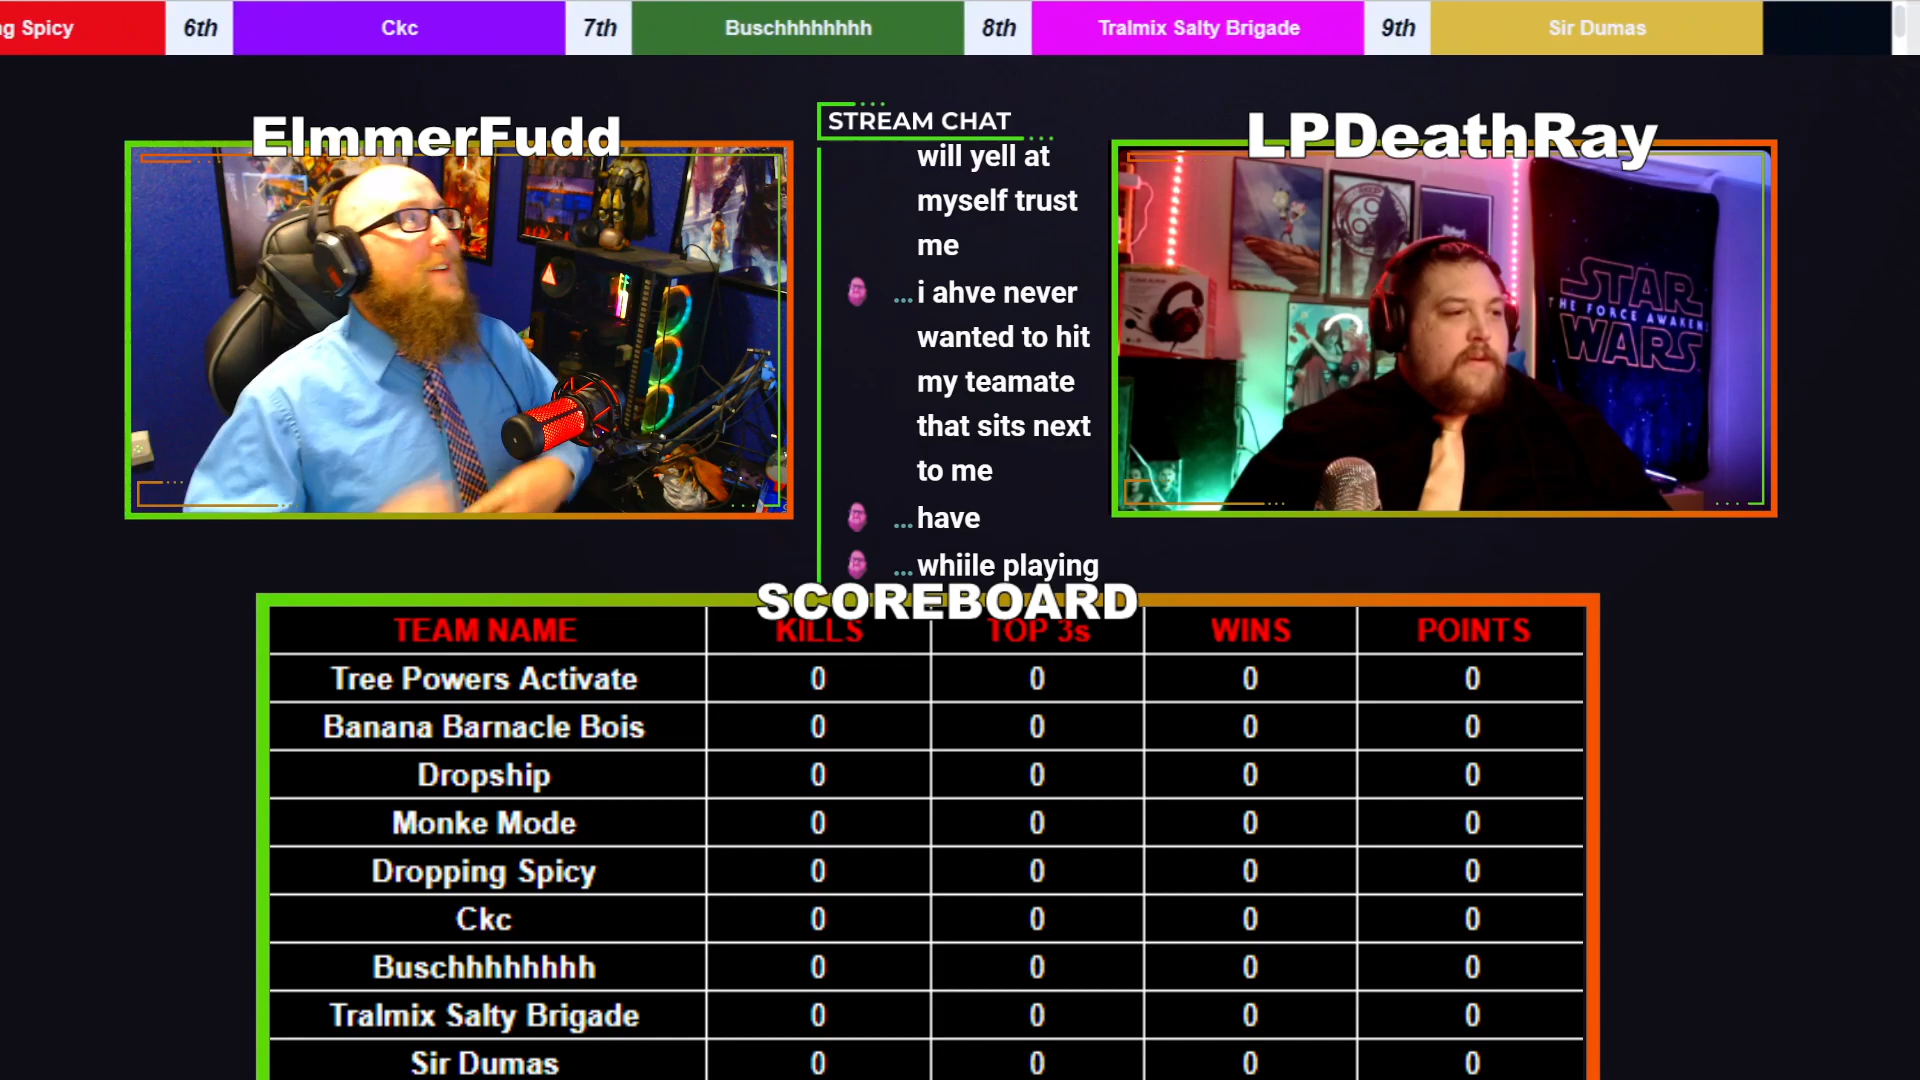 ng Spicy 6th Ckc 7th Buschhhhhhhh 8th Tralmix Salty Brigade 9th Sir Dumas
ElmmerFudd
STREAM CHAT
will yell at
myself trust
me
...i ahve never
wanted to hit
my teamate
that sits next
to me
...have
...whiile playing
LPDeathRay
STAR
THE FORCE AWAKENS
WARS
SCOREBOARD
TEAM NAME KILLS TOP 3s WINS POINTS
Tree Powers Activate 0 0 0 0
Banana Barnacle Bois 0 0 0 0
Dropship 0 0 0 0
Monke Mode 0 0 0 0
Dropping Spicy 0 0 0 0
Ckc 0 0 0 0
Buschhhhhhhh 0 0 0 0
Tralmix Salty Brigade 0 0 0 0
Sir Dumas 0 0 0 0